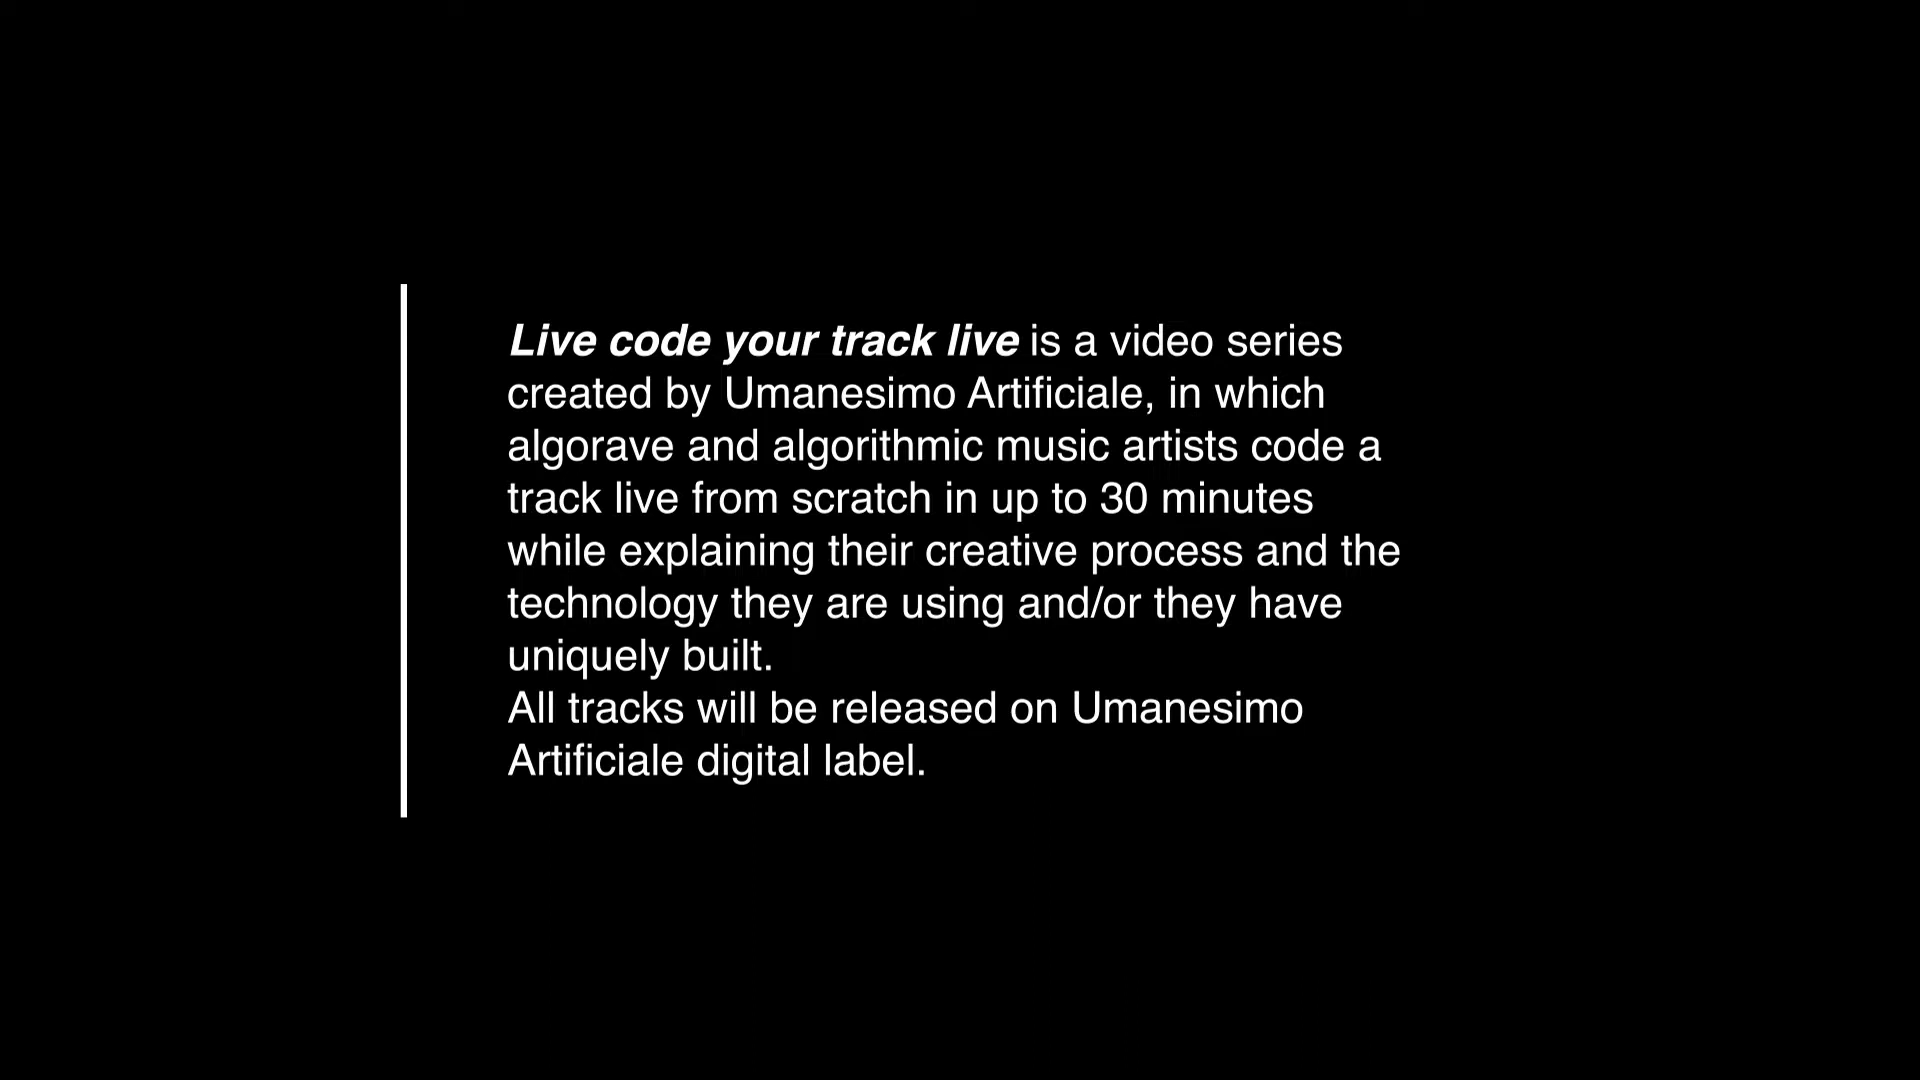 Live code your track live is a video series
created by Umanesimo Artificiale, in which
algorave and algorithmic music artists code a
track live from scratch in up to 30 minutes
while explaining their creative process and the
technology they are using and/or they have
uniquely built.
All tracks will be released on Umanesimo
Artificiale digital label.